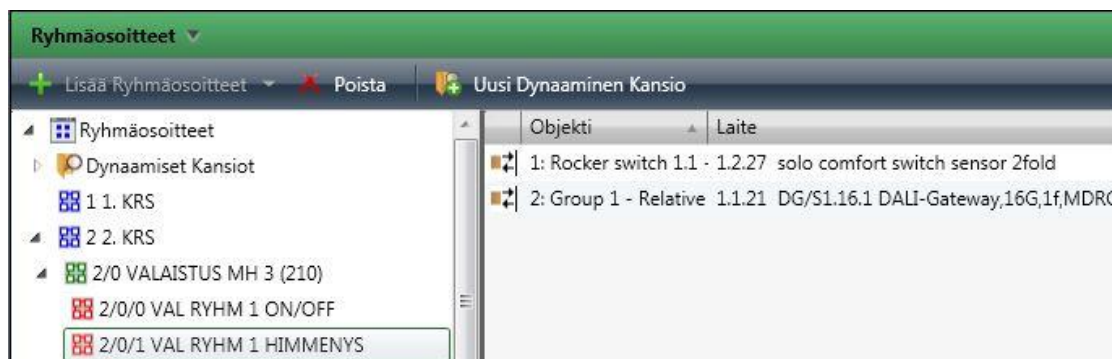 Ryhmäosoitteet
Lisää Ryhmäosoitteet Poista Uusi Dynaaminen Kansio
Ryhmäosoitteet
Dynaamiset Kansiot
1 1. KRS
2 2. KRS
2/0 VALAISTUS MH 3 (210)
2/0/0 VAL RYHM 1 ON/OFF
2/0/1 VAL RYHM 1 HIMMENYS
Objekti Laite
1: Rocker switch 1.1 - 1.2.27 solo comfort switch sensor 2fold
2: Group 1 - Relative 1.1.21 DG/S1.16.1 DALI-Gateway,16G,1f,MDRC